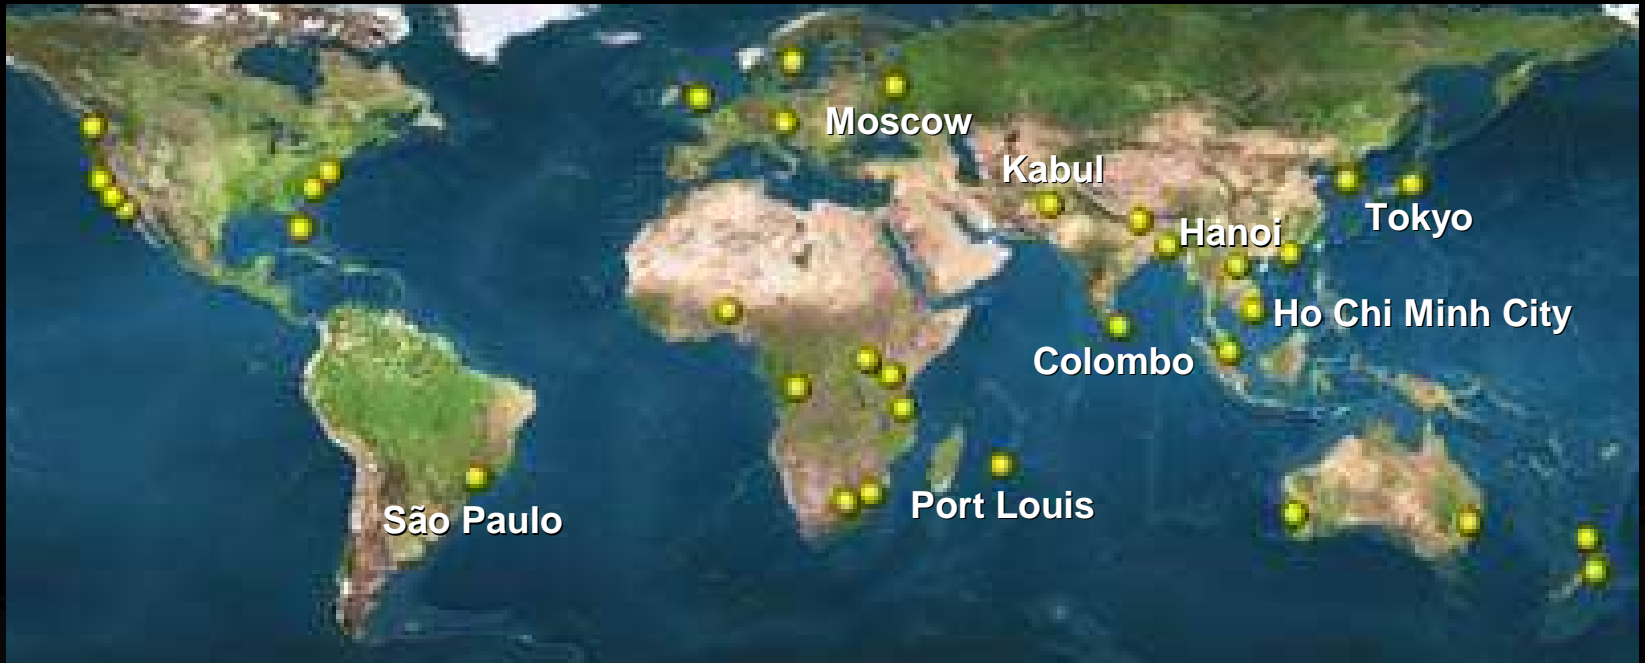 Moscow
Kabul
Hanoi
Tokyo
Ho Chi Minh City
Colombo
Port Louis
São Paulo